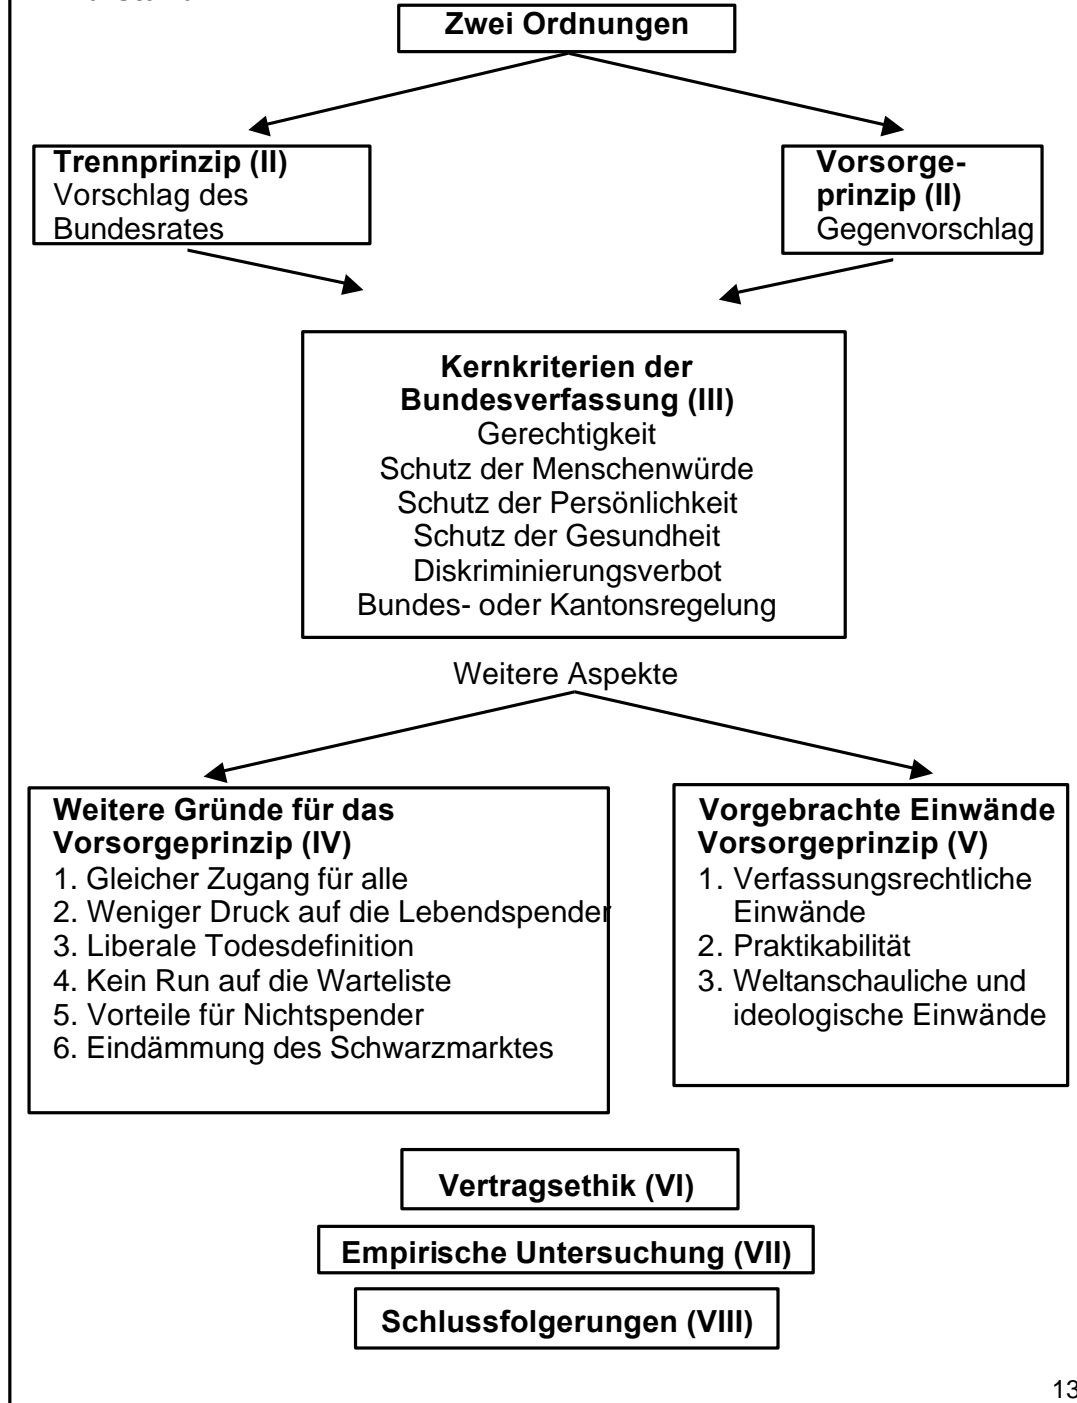 Zwei Ordnungen
Trennprinzip (II)
Vorschlag des
Bundesrates
Vorsorge-
prinzip (II)
Gegenvorschlag
Kernkriterien der
Bundesverfassung (III)
Gerechtigkeit
Schutz der Menschenwürde
Schutz der Persönlichkeit
Schutz der Gesundheit
Diskriminierungsverbot
Bundes- oder Kantonsregelung
Weitere Aspekte
Weitere Gründe für das
Vorsorgeprinzip (IV)
1. Gleicher Zugang für alle
2. Weniger Druck auf die Lebendspender
3. Liberale Todesdefinition
4. Kein Run auf die Warteliste
5. Vorteile für Nichtspender
6. Eindämmung des Schwarzmarktes
Vorgebrachte Einwände
Vorsorgeprinzip (V)
1. Verfassungsrechtliche
Einwände
2. Praktikabilität
3. Weltanschauliche und
ideologische Einwände
Vertragsethik (VI)
Empirische Untersuchung (VII)
Schlussfolgerungen (VIII)
13